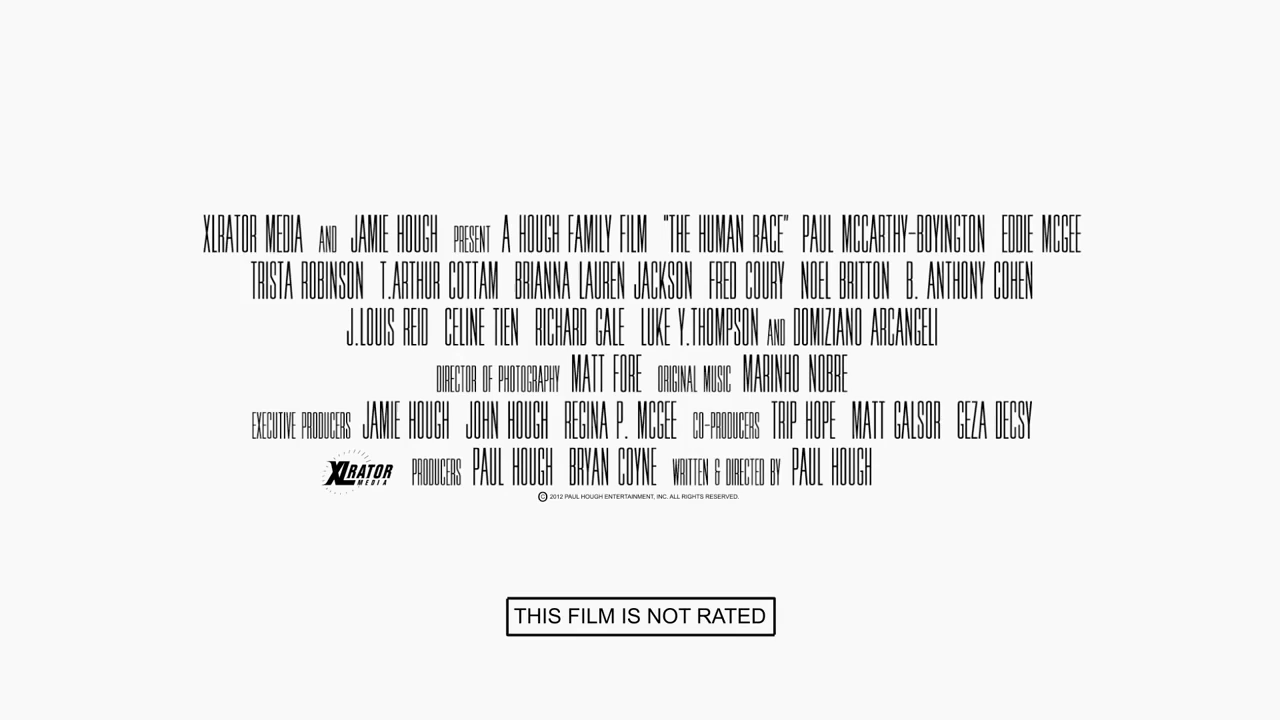 XLRATOR MEDIA AND JAMIE HOUGH PRESENT A HOUGH FAMILY FILM "THE HUMAN RACE" PAUL MCCARTHY-BOYINGTON EDDIE MCGEE
TRISTA ROBINSON T.ARTHUR COTTAM BRIANNA LAUREN JACKSON FRED COURY NOEL BRITTON B. ANTHONY COHEN
J.LOUIS REID CELINE TIEN RICHARD GALE LUKE Y.THOMPSON AND DOMIZIANO ARCANGELI
DIRECTOR OF PHOTOGRAPHY MATT FORE ORIGINAL MUSIC MARINHO NOBRE
EXECUTIVE PRODUCERS JAMIE HOUGH JOHN HOUGH REGINA P. MCGEE CO-PRODUCERS TRIP HOPE MATT GALSOR GEZA DECSY
XLRATOR MEDIA PRODUCERS PAUL HOUGH BRYAN COYNE WRITTEN & DIRECTED BY PAUL HOUGH
© 2012 PAUL HOUGH ENTERTAINMENT, INC. ALL RIGHTS RESERVED.
THIS FILM IS NOT RATED